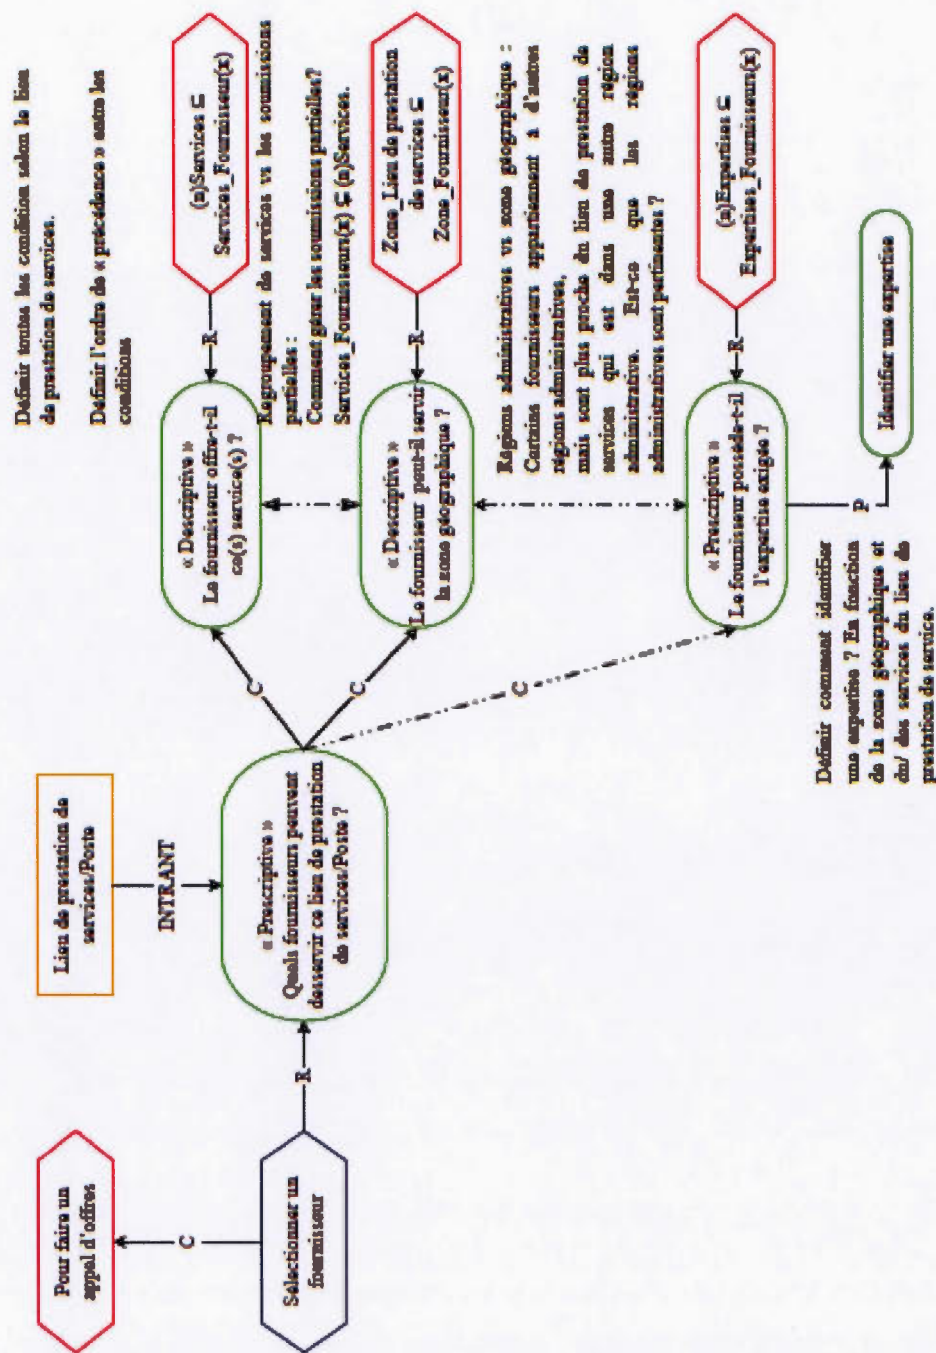 Pour faire un
appel d'offres
C
Sélectionner un
fournisseur
R
Lieu de prestation de
services/Poste
INTRANT
« Prescriptive »
Quels fournisseurs peuvent
desservir ce lieu de prestation
de services/Poste ?
C
C
C
Définir toutes les condition selon le lieu
de prestation de services.
Définir l'ordre de « précédence » entre les
conditions
« Descriptive »
Le fournisseur offre-t-il
ce(s) service(s) ?
R
(n)Services ⊆
Services_Fournisseur(x)
Regroupement de services vs les soumissions
partielles :
Comment gérer les soumissions partielles?
Services_Fournisseurs(x) ⊊ (n)Services.
« Descriptive »
Le fournisseur peut-il servir
la zone géographique ?
R
Zone_Lieu de prestation
de services ⊆
Zone_Fournisseur(x)
Régions administratives vs zone géographique :
Certains fournisseurs appartiennent à d'autres
régions administratives,
mais sont plus proche du lieu de prestation de
services qui est dans une autre région
administrative. Est-ce que les régions
administratives sont pertinentes ?
« Prescriptive »
Le fournisseur possède-t-il
l'expertise exigée ?
R
(n)Expertises ⊆
Expertises_Fournisseur(x)
P
Identifier une expertise
Définir comment identifier
une expertise ? En fonction
de la zone géographique et
du/ des services du lieu de
prestation de service.